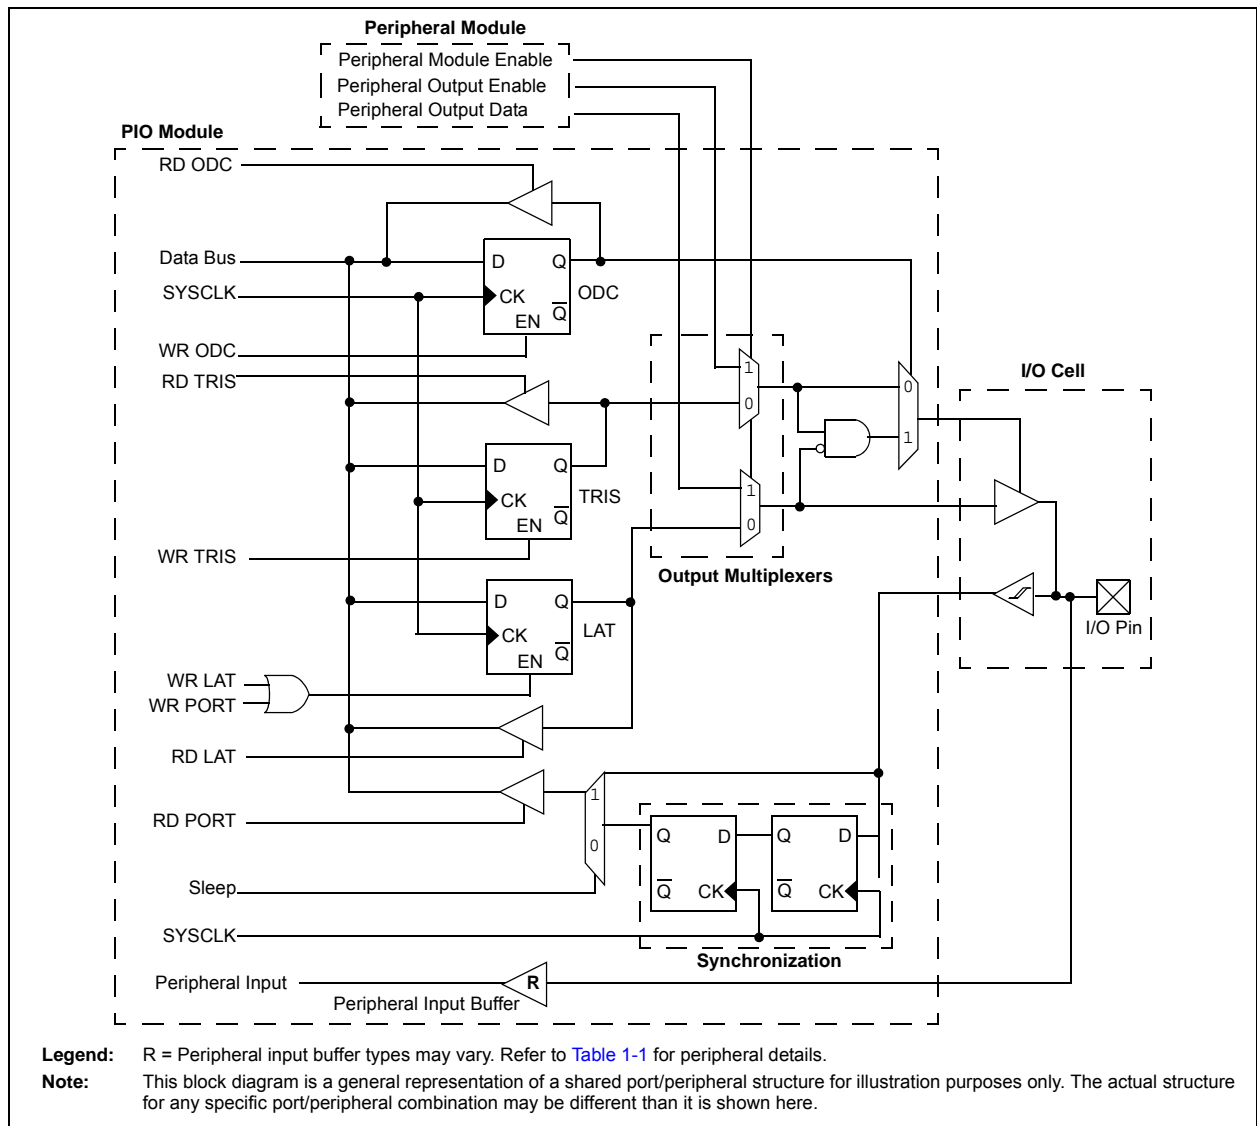 Peripheral Module
Peripheral Module Enable
Peripheral Output Enable
Peripheral Output Data
PIO Module
RD ODC
Data Bus
D
Q
SYSCLK
CK
ODC
EN
Q
WR ODC
RD TRIS
1
0
I/O Cell
0
1
D
Q
CK
TRIS
EN
Q
1
0
WR TRIS
Output Multiplexers
D
Q
CK
LAT
EN
Q
I/O Pin
WR LAT
WR PORT
RD LAT
1
0
RD PORT
Q
D
Q
D
Sleep
Q
CK
Q
CK
SYSCLK
Synchronization
Peripheral Input
R
Peripheral Input Buffer
Legend: R = Peripheral input buffer types may vary. Refer to Table 1-1 for peripheral details.
Note: This block diagram is a general representation of a shared port/peripheral structure for illustration purposes only. The actual structure
for any specific port/peripheral combination may be different than it is shown here.